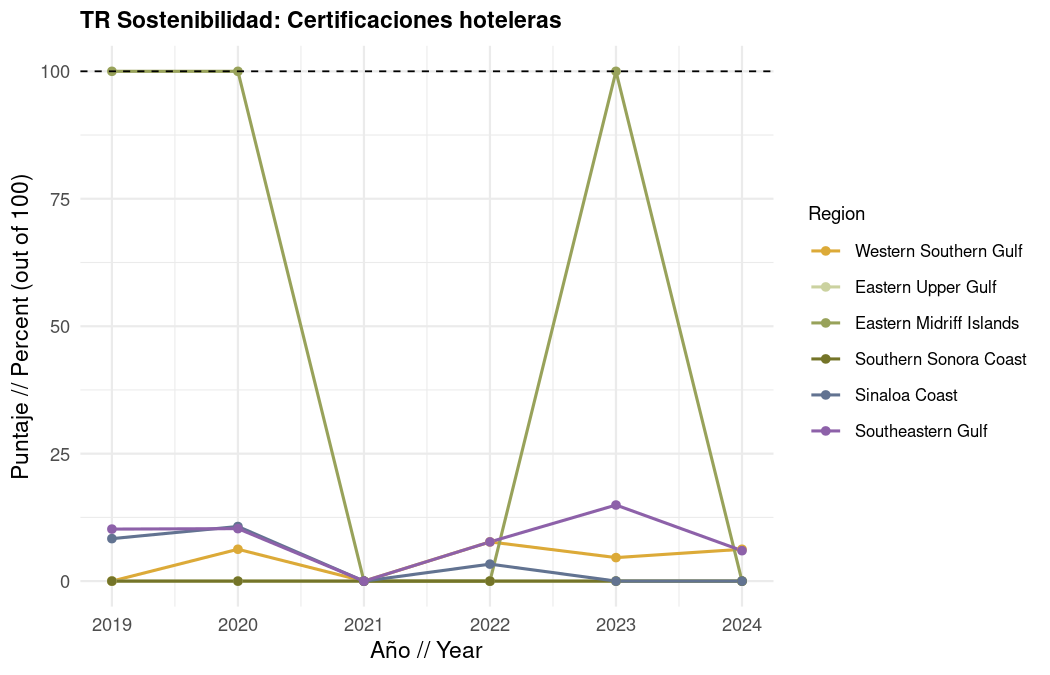 TR Sostenibilidad: Certificaciones hoteleras
Puntaje // Percent (out of 100)
100
75
50
25
0
2019 2020 2021 2022 2023 2024
Año // Year
Region
Western Southern Gulf
Eastern Upper Gulf
Eastern Midriff Islands
Southern Sonora Coast
Sinaloa Coast
Southeastern Gulf